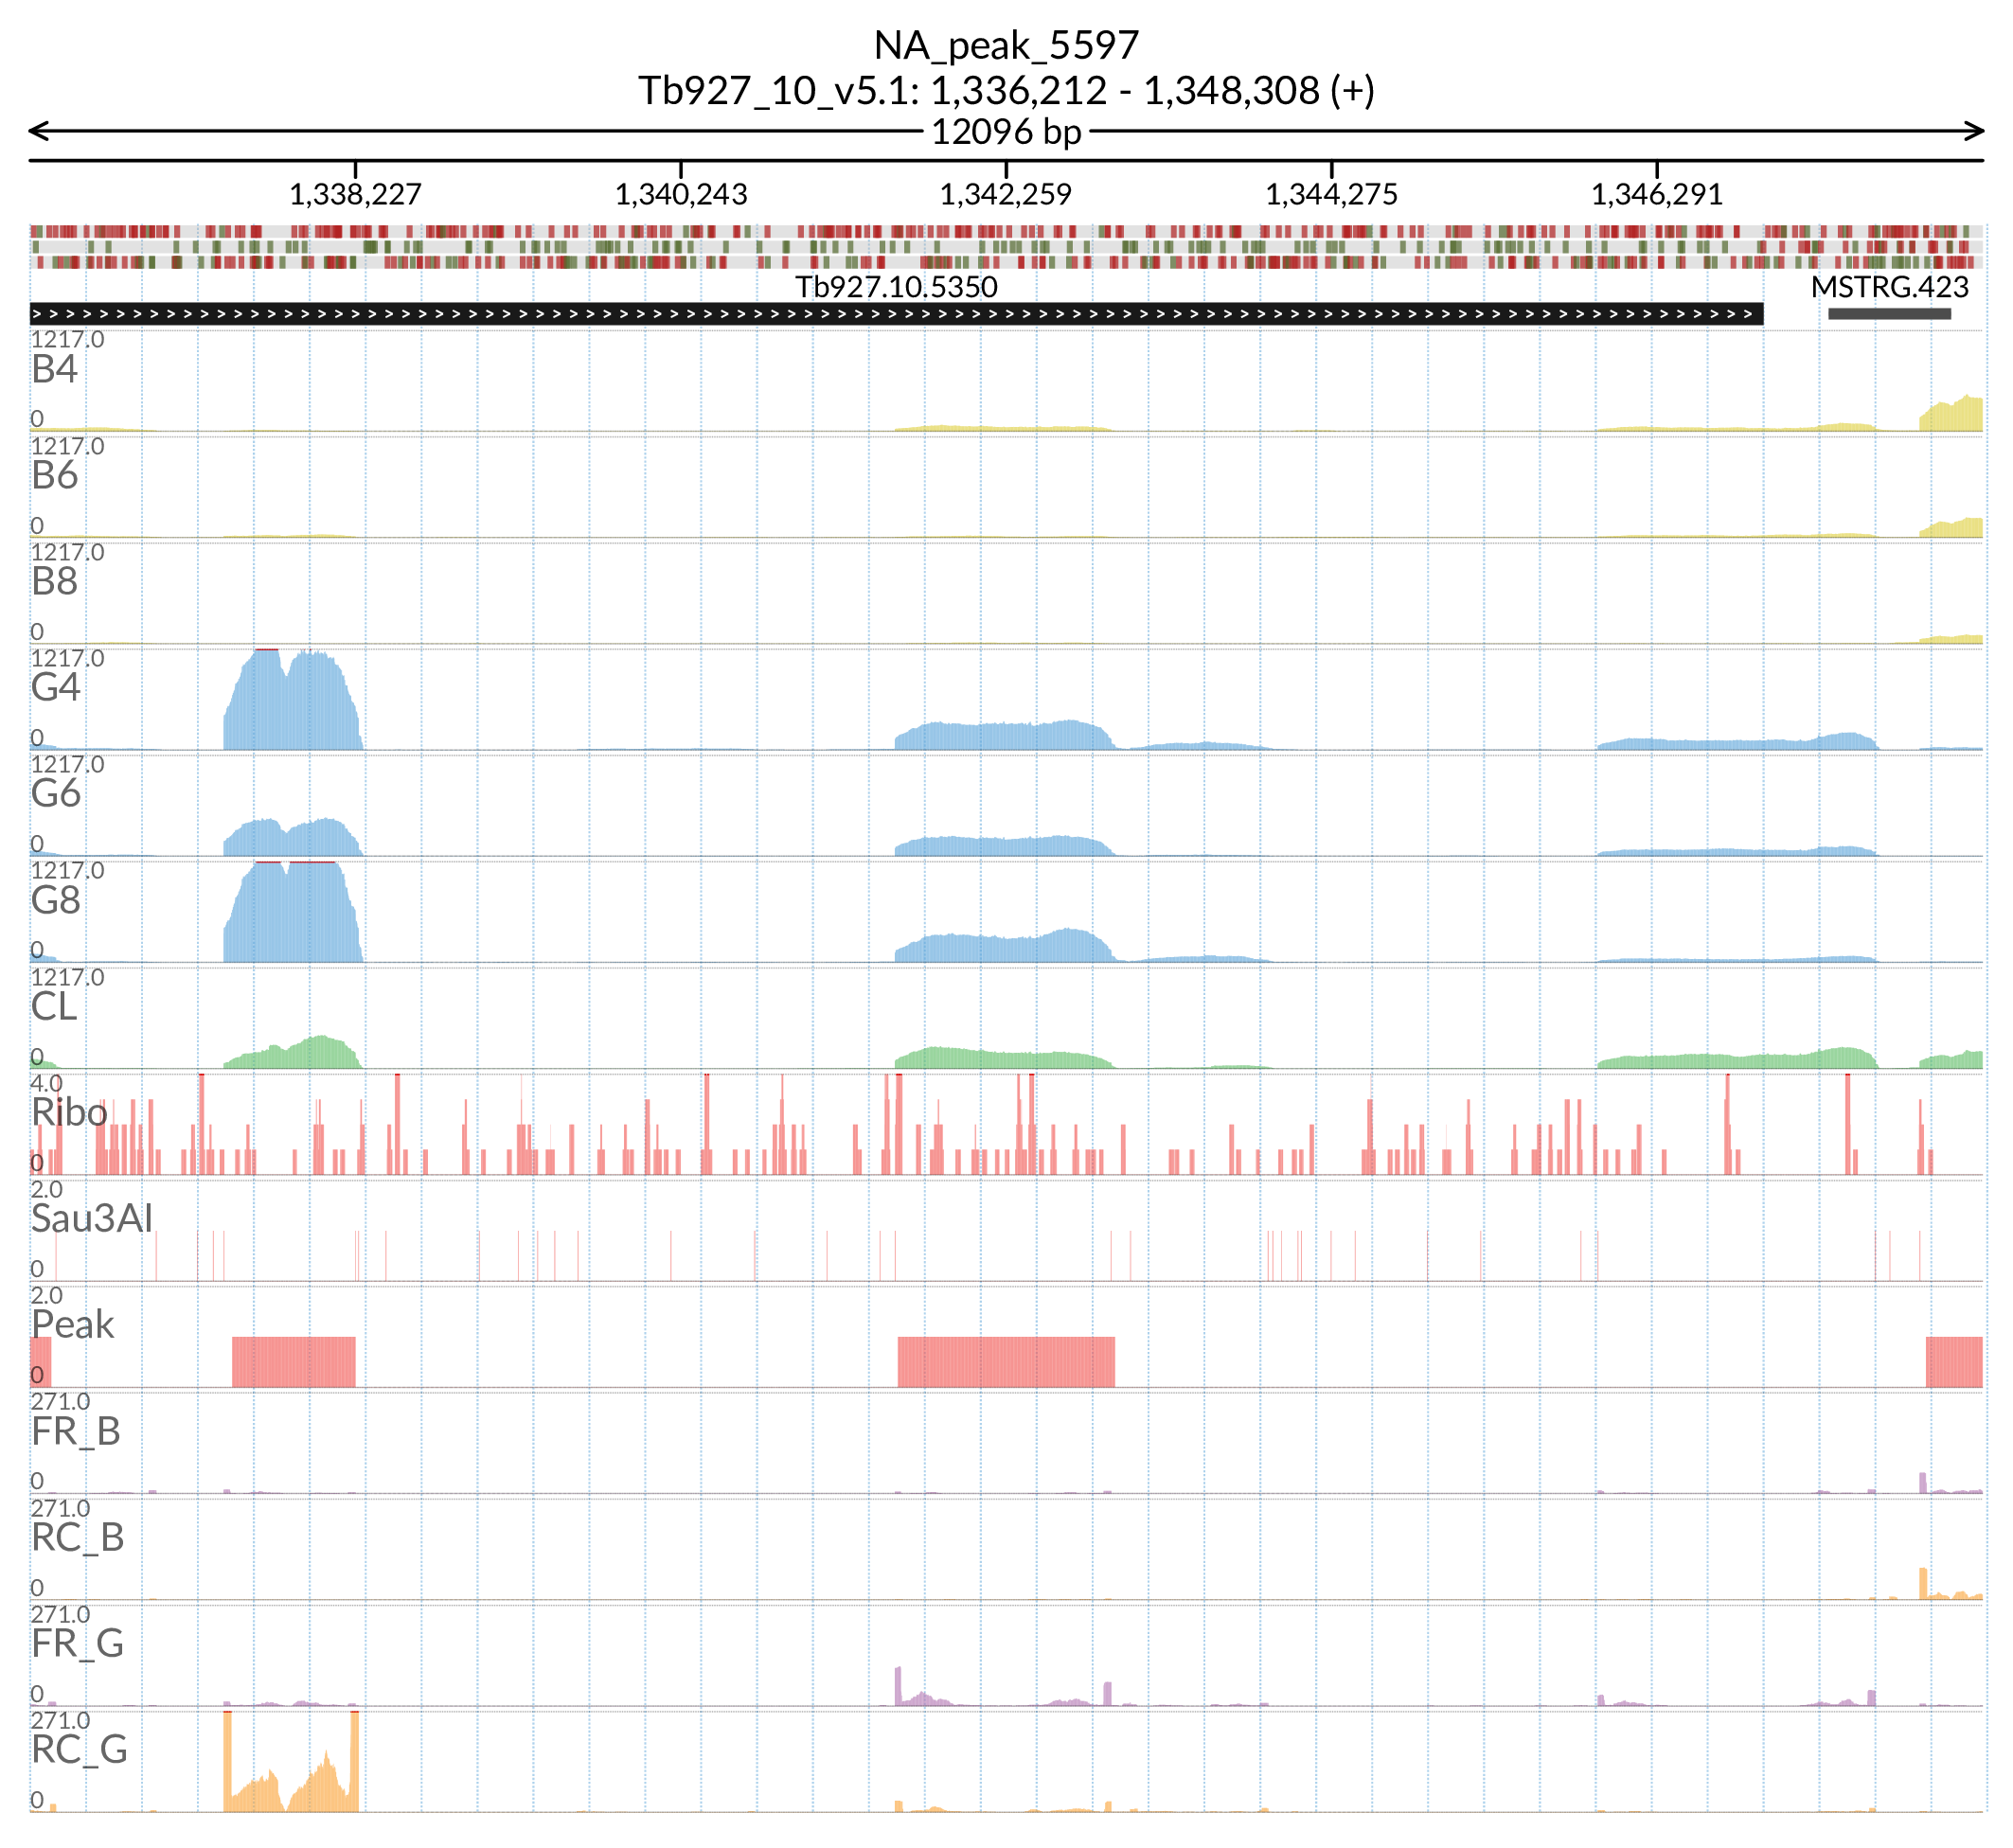 NA_peak_5597
Tb927_10_v5.1: 1,336,212 - 1,348,308 (+)
12096 bp
1,338,227 1,340,243 1,342,259 1,344,275 1,346,291
Tb927.10.5350 MSTRG.423
1217.0
B4
0
1217.0
B6
0
1217.0
B8
0
1217.0
G4
0
1217.0
G6
0
1217.0
G8
0
1217.0
CL
0
4.0
Ribo
0
2.0
Sau3AI
0
2.0
Peak
0
271.0
FR_B
0
271.0
RC_B
0
271.0
FR_G
0
271.0
RC_G
0